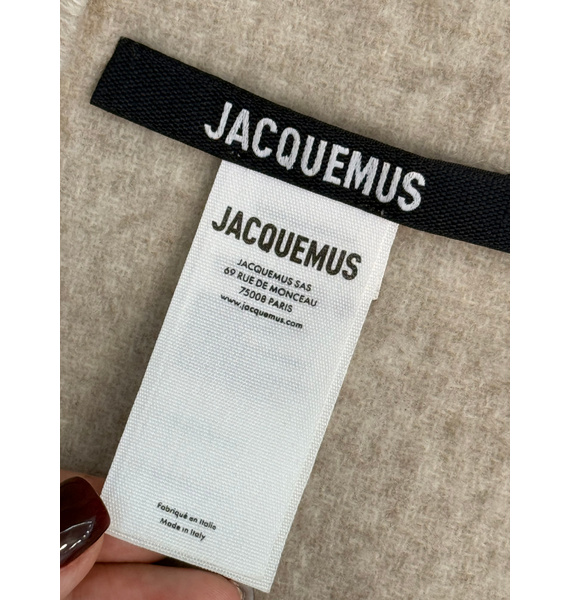 JACQUEMUS
JACQUEMUS
JACQUEMUS SAS
69 RUE DE MONCEAU
75008 PARIS
www.jacquemus.com
Fabriqué en Italie
Made in Italy